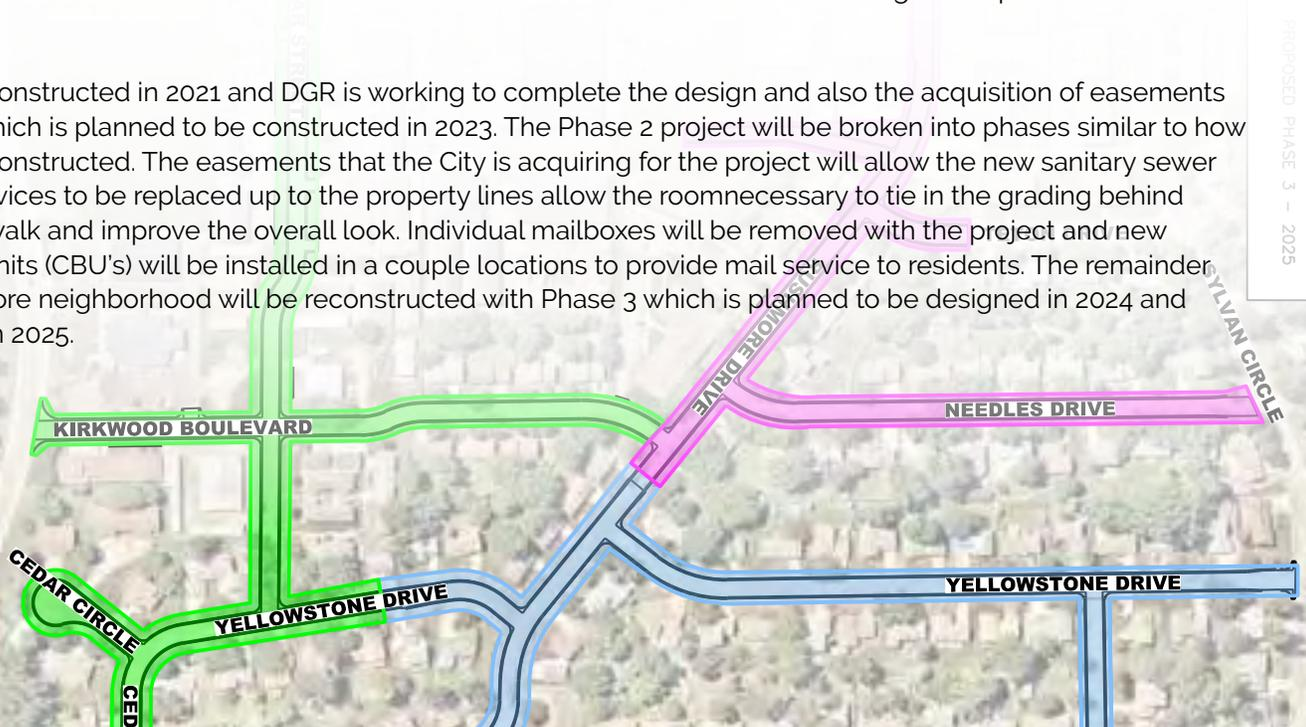 onstructed in 2021 and DGR is working to complete the design and also the acquisition of easements
hich is planned to be constructed in 2023. The Phase 2 project will be broken into phases similar to how
onstructed. The easements that the City is acquiring for the project will allow the new sanitary sewer
vices to be replaced up to the property lines allow the roomnecessary to tie in the grading behind
walk and improve the overall look. Individual mailboxes will be removed with the project and new
nits (CBU's) will be installed in a couple locations to provide mail service to residents. The remainder
ore neighborhood will be reconstructed with Phase 3 which is planned to be designed in 2024 and
n 2025.
PROPOSED PHASE 3 – 2025
SYLVAN CIRCLE
USHMORE DRIVE
NEEDLES DRIVE
KIRKWOOD BOULEVARD
CEDAR CIRCLE
YELLOWSTONE DRIVE
YELLOWSTONE DRIVE
CED